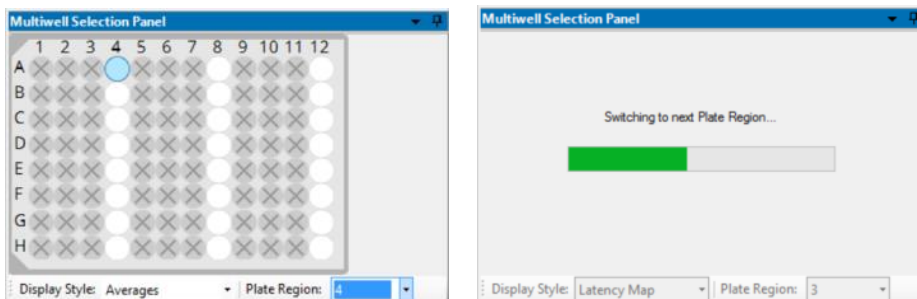 Multiwell Selection Panel
1 2 3 4 5 6 7 8 9 10 11 12
A
B
C
D
E
F
G
H
Display Style: Averages Plate Region: 4
Multiwell Selection Panel
Switching to next Plate Region...
Display Style: Latency Map Plate Region: 3